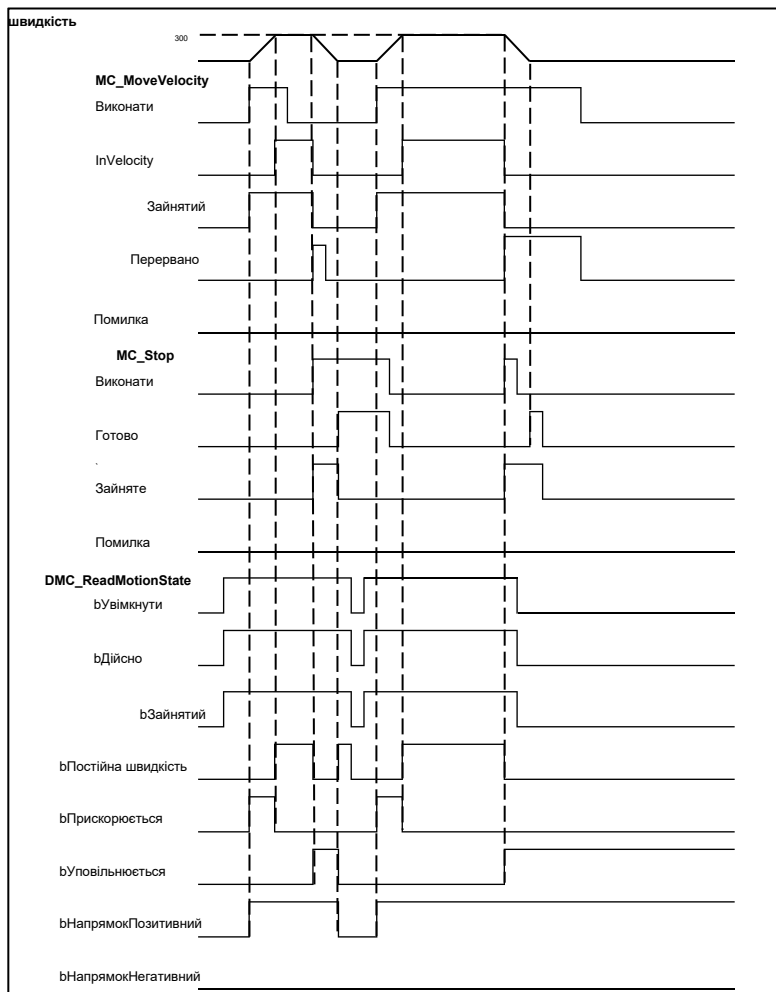 швидкість
300
MC_MoveVelocity
Виконати
InVelocity
Зайнятий
Перервано
Помилка
MC_Stop
Виконати
Готово
`
Зайняте
Помилка
DMC_ReadMotionState
bУвімкнути
bДійсно
bЗайнятий
bПостійна швидкість
bПрискорюється
bУповільнюється
bНапрямокПозитивний
bНапрямокНегативний